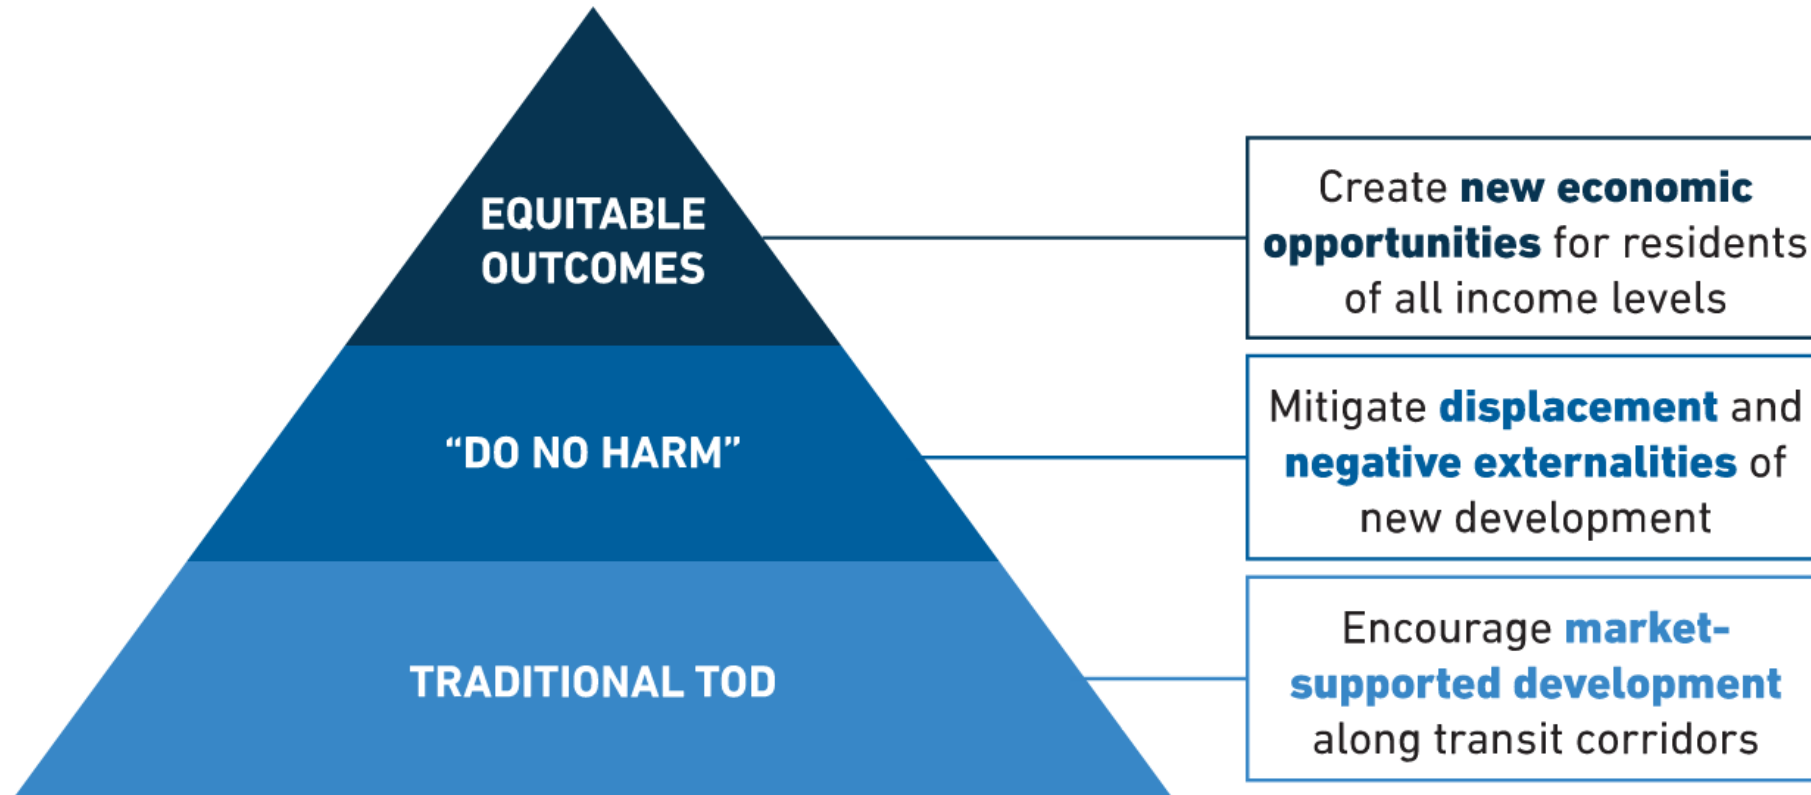 EQUITABLE
OUTCOMES
Create new economic
opportunities for residents
of all income levels
“DO NO HARM”
Mitigate displacement and
negative externalities of
new development
TRADITIONAL TOD
Encourage market-
supported development
along transit corridors